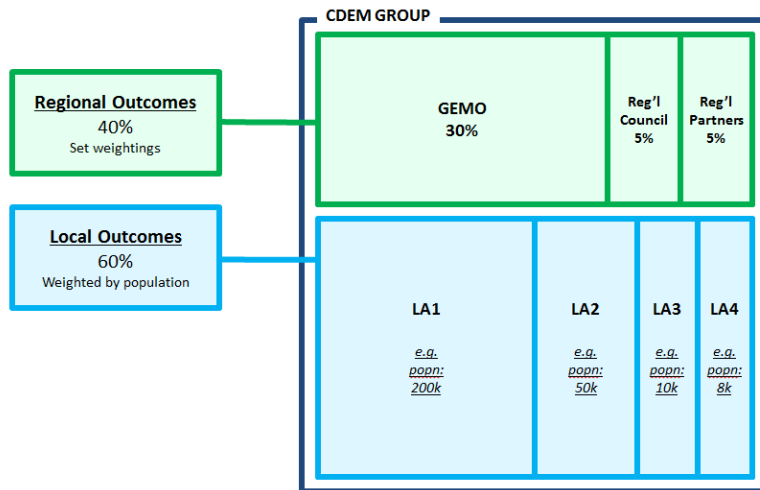 CDEM GROUP
Regional Outcomes
40%
Set weightings
GEMO
30%
Reg’l
Council
5%
Reg’l
Partners
5%
Local Outcomes
60%
Weighted by population
LA1
e.g.
popn:
200k
LA2
e.g.
popn:
50k
LA3
e.g.
popn:
10k
LA4
e.g.
popn:
8k